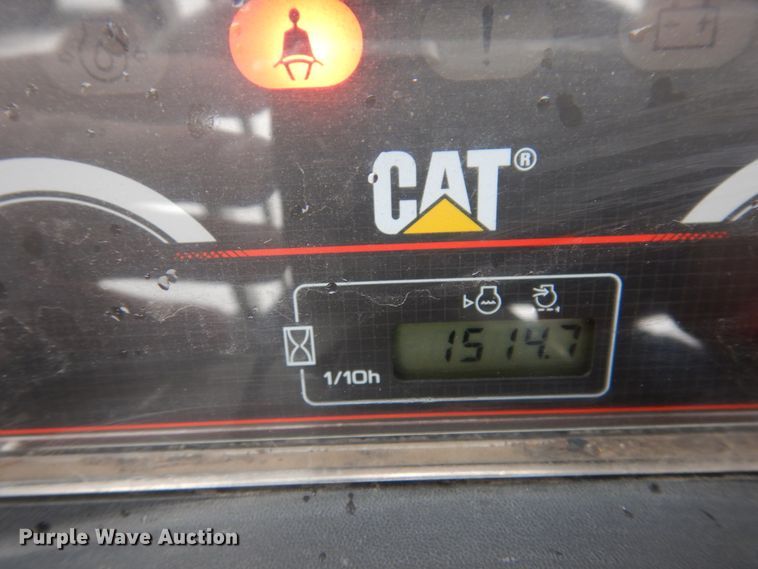 CAT®
1514.7
1/10h
Purple Wave Auction